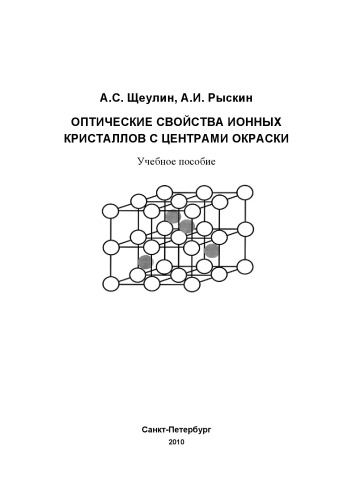 А.С. Щеулин, А.И. Рыскин
ОПТИЧЕСКИЕ СВОЙСТВА ИОННЫХ
КРИСТАЛЛОВ С ЦЕНТРАМИ ОКРАСКИ
Учебное пособие
Санкт-Петербург
2010